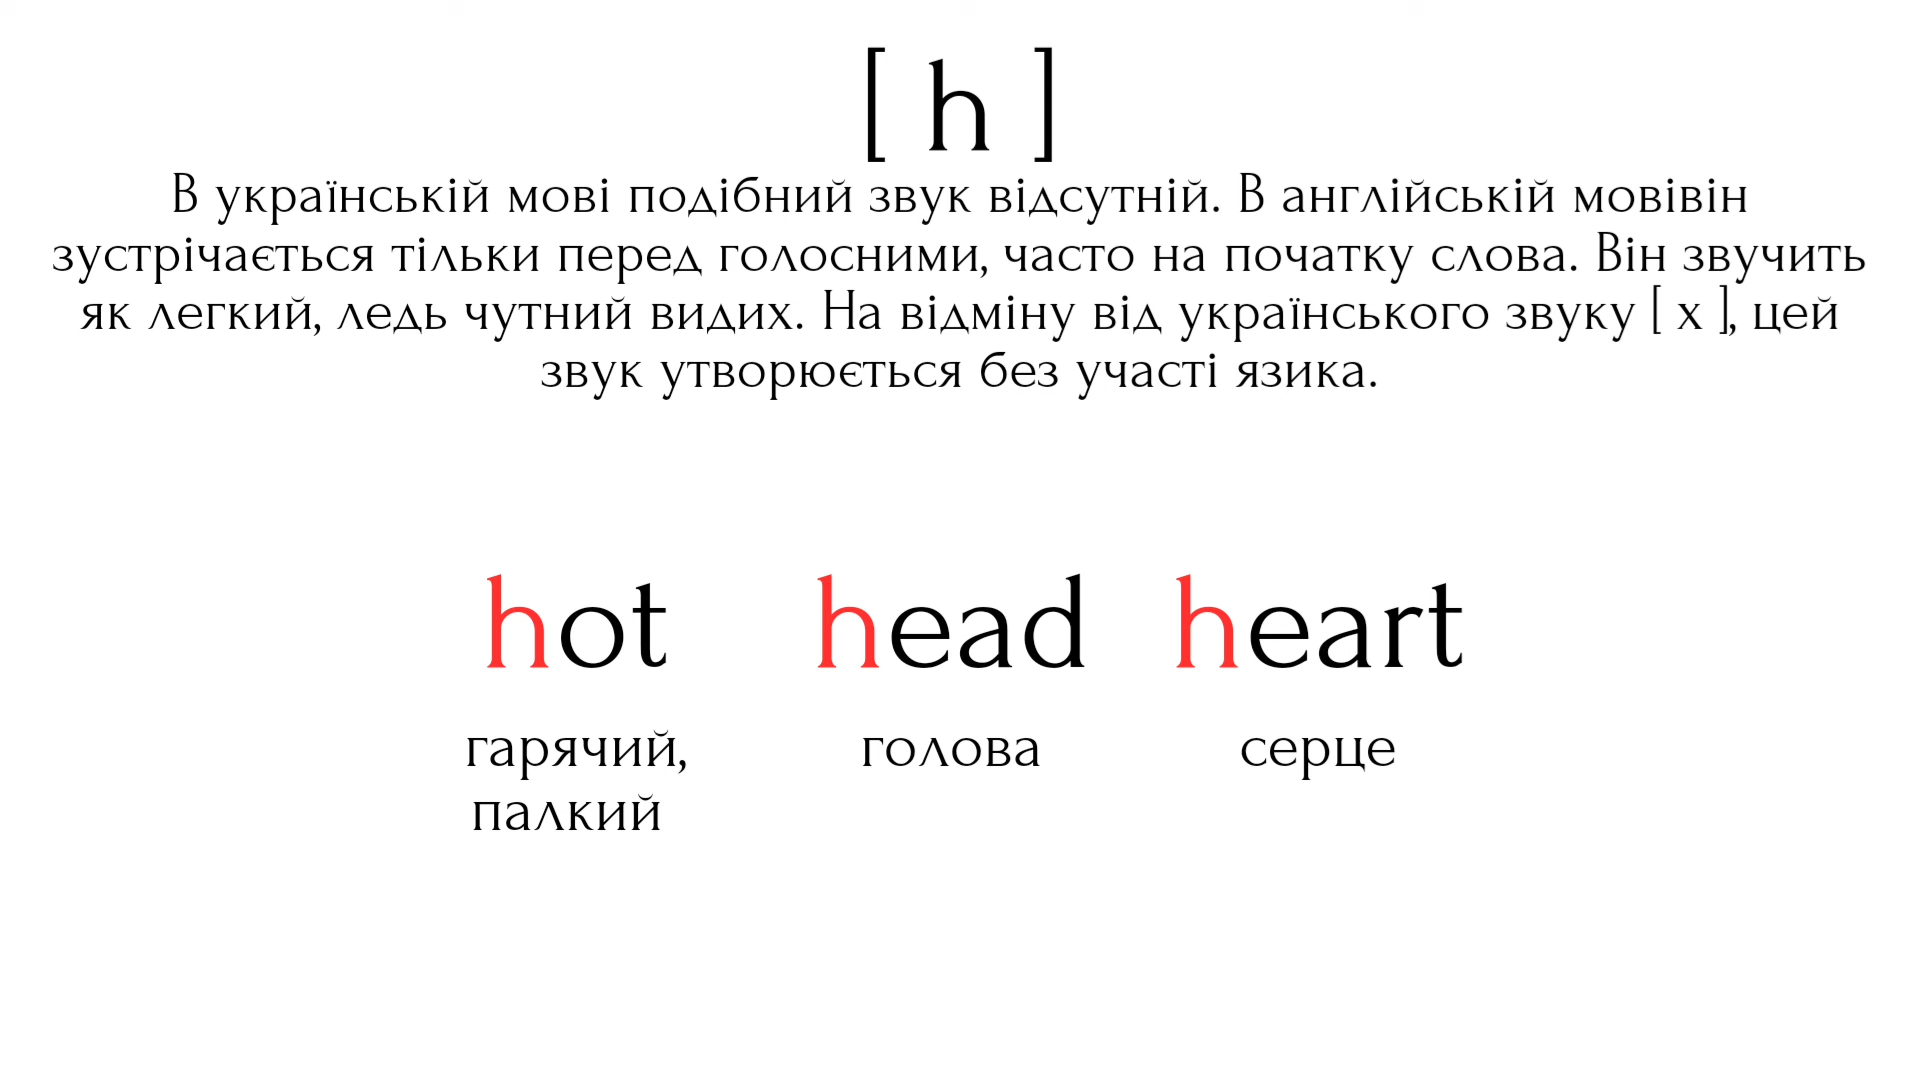 [ h ]
В українській мові подібний звук відсутній. В англійській мовівін
зустрічається тільки перед голосними, часто на початку слова. Він звучить
як легкий, ледь чутний видих. На відміну від українського звуку [ х ], цей
звук утворюється без участі язика.
hot head heart
гарячий, голова серце
палкий